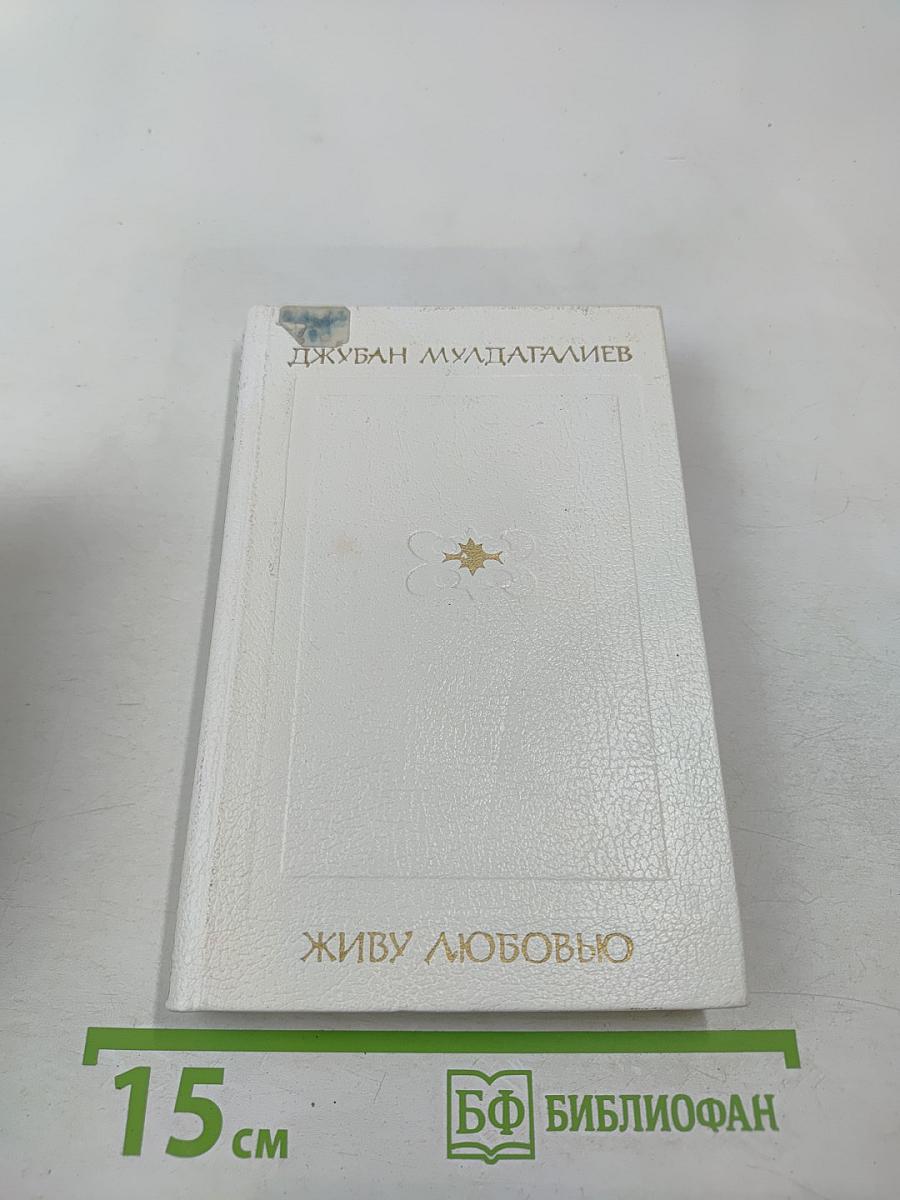 ДЖУБАН МУЛДАГАЛИЕВ
ЖИВУ ЛЮБОВЬЮ
15 см
БФ БИБЛИОФАН